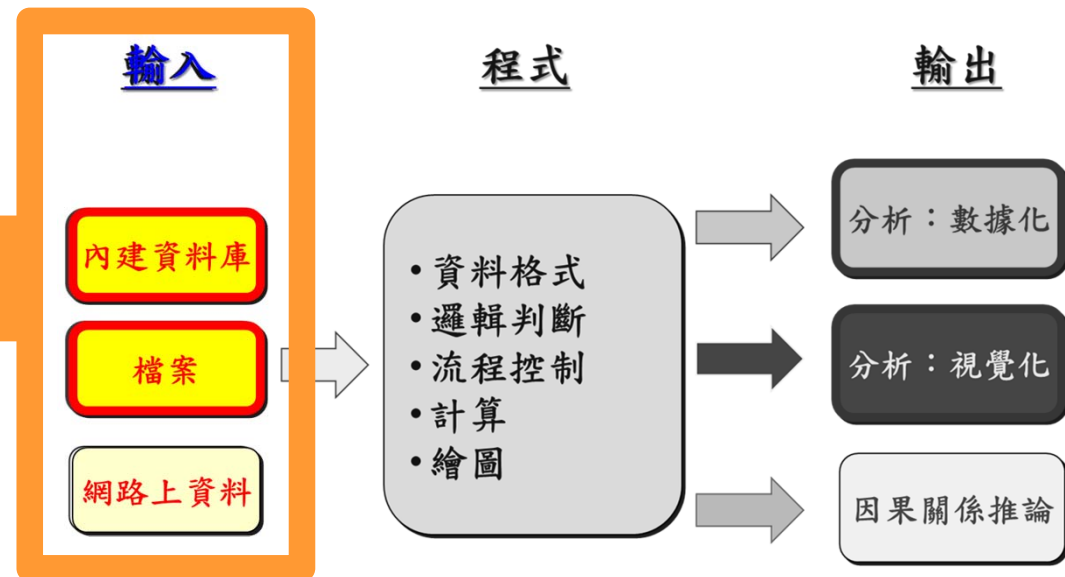 輸入
程式
輸出
內建資料庫
檔案
網路上資料
•資料格式
•邏輯判斷
•流程控制
•計算
•繪圖
分析：數據化
分析：視覺化
因果關係推論